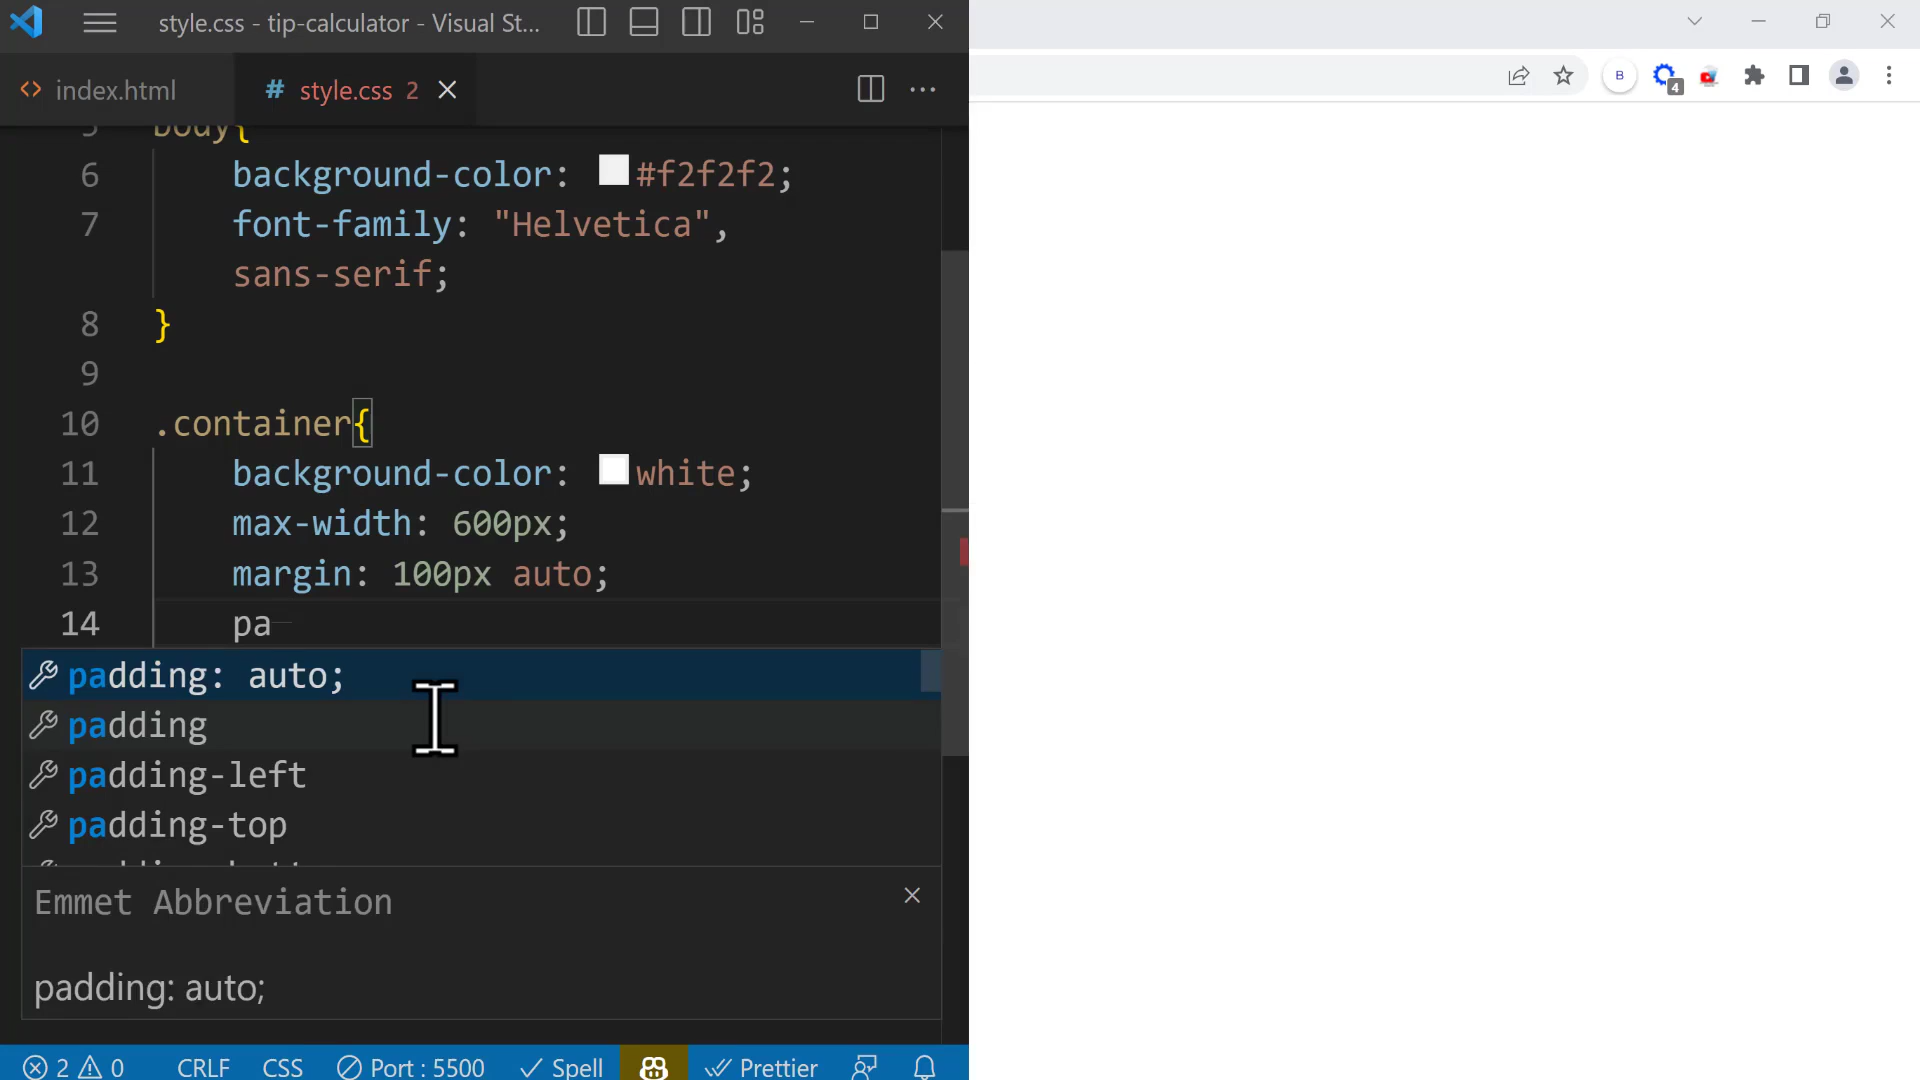 style.css - tip-calculator - Visual St...
index.html
# style.css 2
5 body{
6 background-color: #f2f2f2;
7 font-family: "Helvetica",
sans-serif;
8 }
9
10 .container{
11 background-color: white;
12 max-width: 600px;
13 margin: 100px auto;
14 pa
padding: auto;
padding
padding-left
padding-top
Emmet Abbreviation
padding: auto;
2 0 CRLF CSS Port : 5500 Spell Prettier
B
4